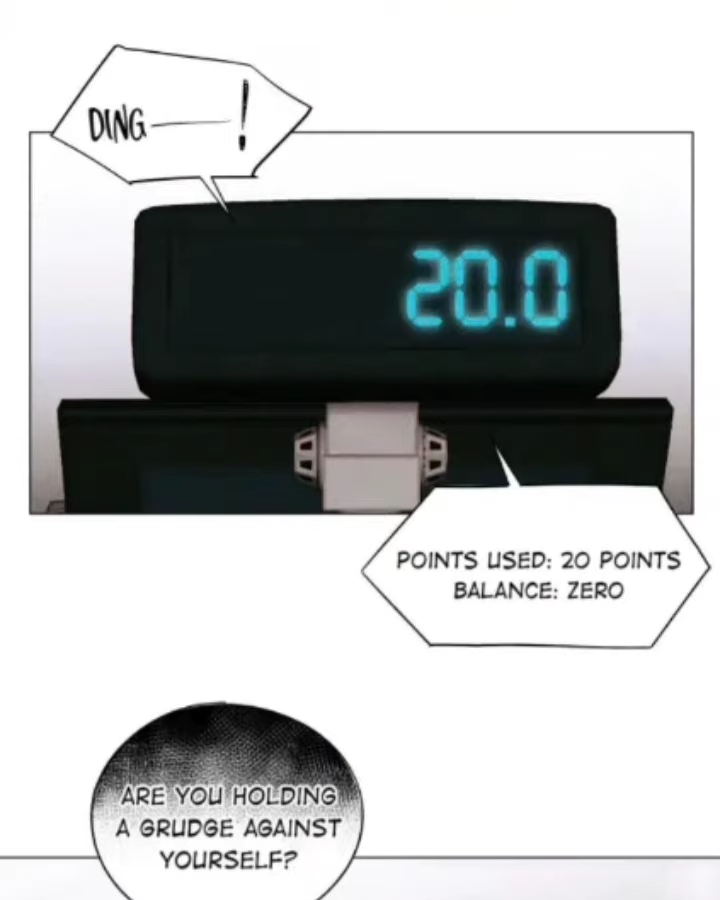 DING—!
20.0
POINTS USED: 20 POINTS
BALANCE: ZERO
ARE YOU HOLDING
A GRUDGE AGAINST
YOURSELF?